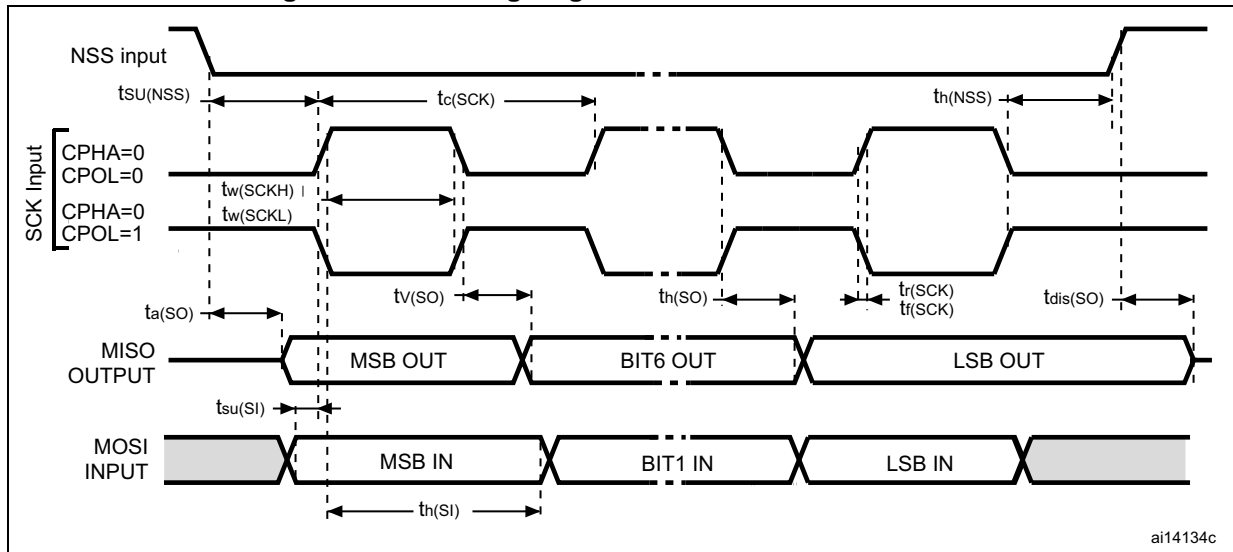 NSS input
tSU(NSS)
tc(SCK)
th(NSS)
SCK Input
CPHA=0
CPOL=0
tw(SCKH)
CPHA=0
tw(SCKL)
CPOL=1
tV(SO)
th(SO)
tr(SCK)
tf(SCK)
tdis(SO)
ta(SO)
MISO
OUTPUT
MSB OUT
BIT6 OUT
LSB OUT
tsu(SI)
MOSI
INPUT
MSB IN
BIT1 IN
LSB IN
th(SI)
ai14134c